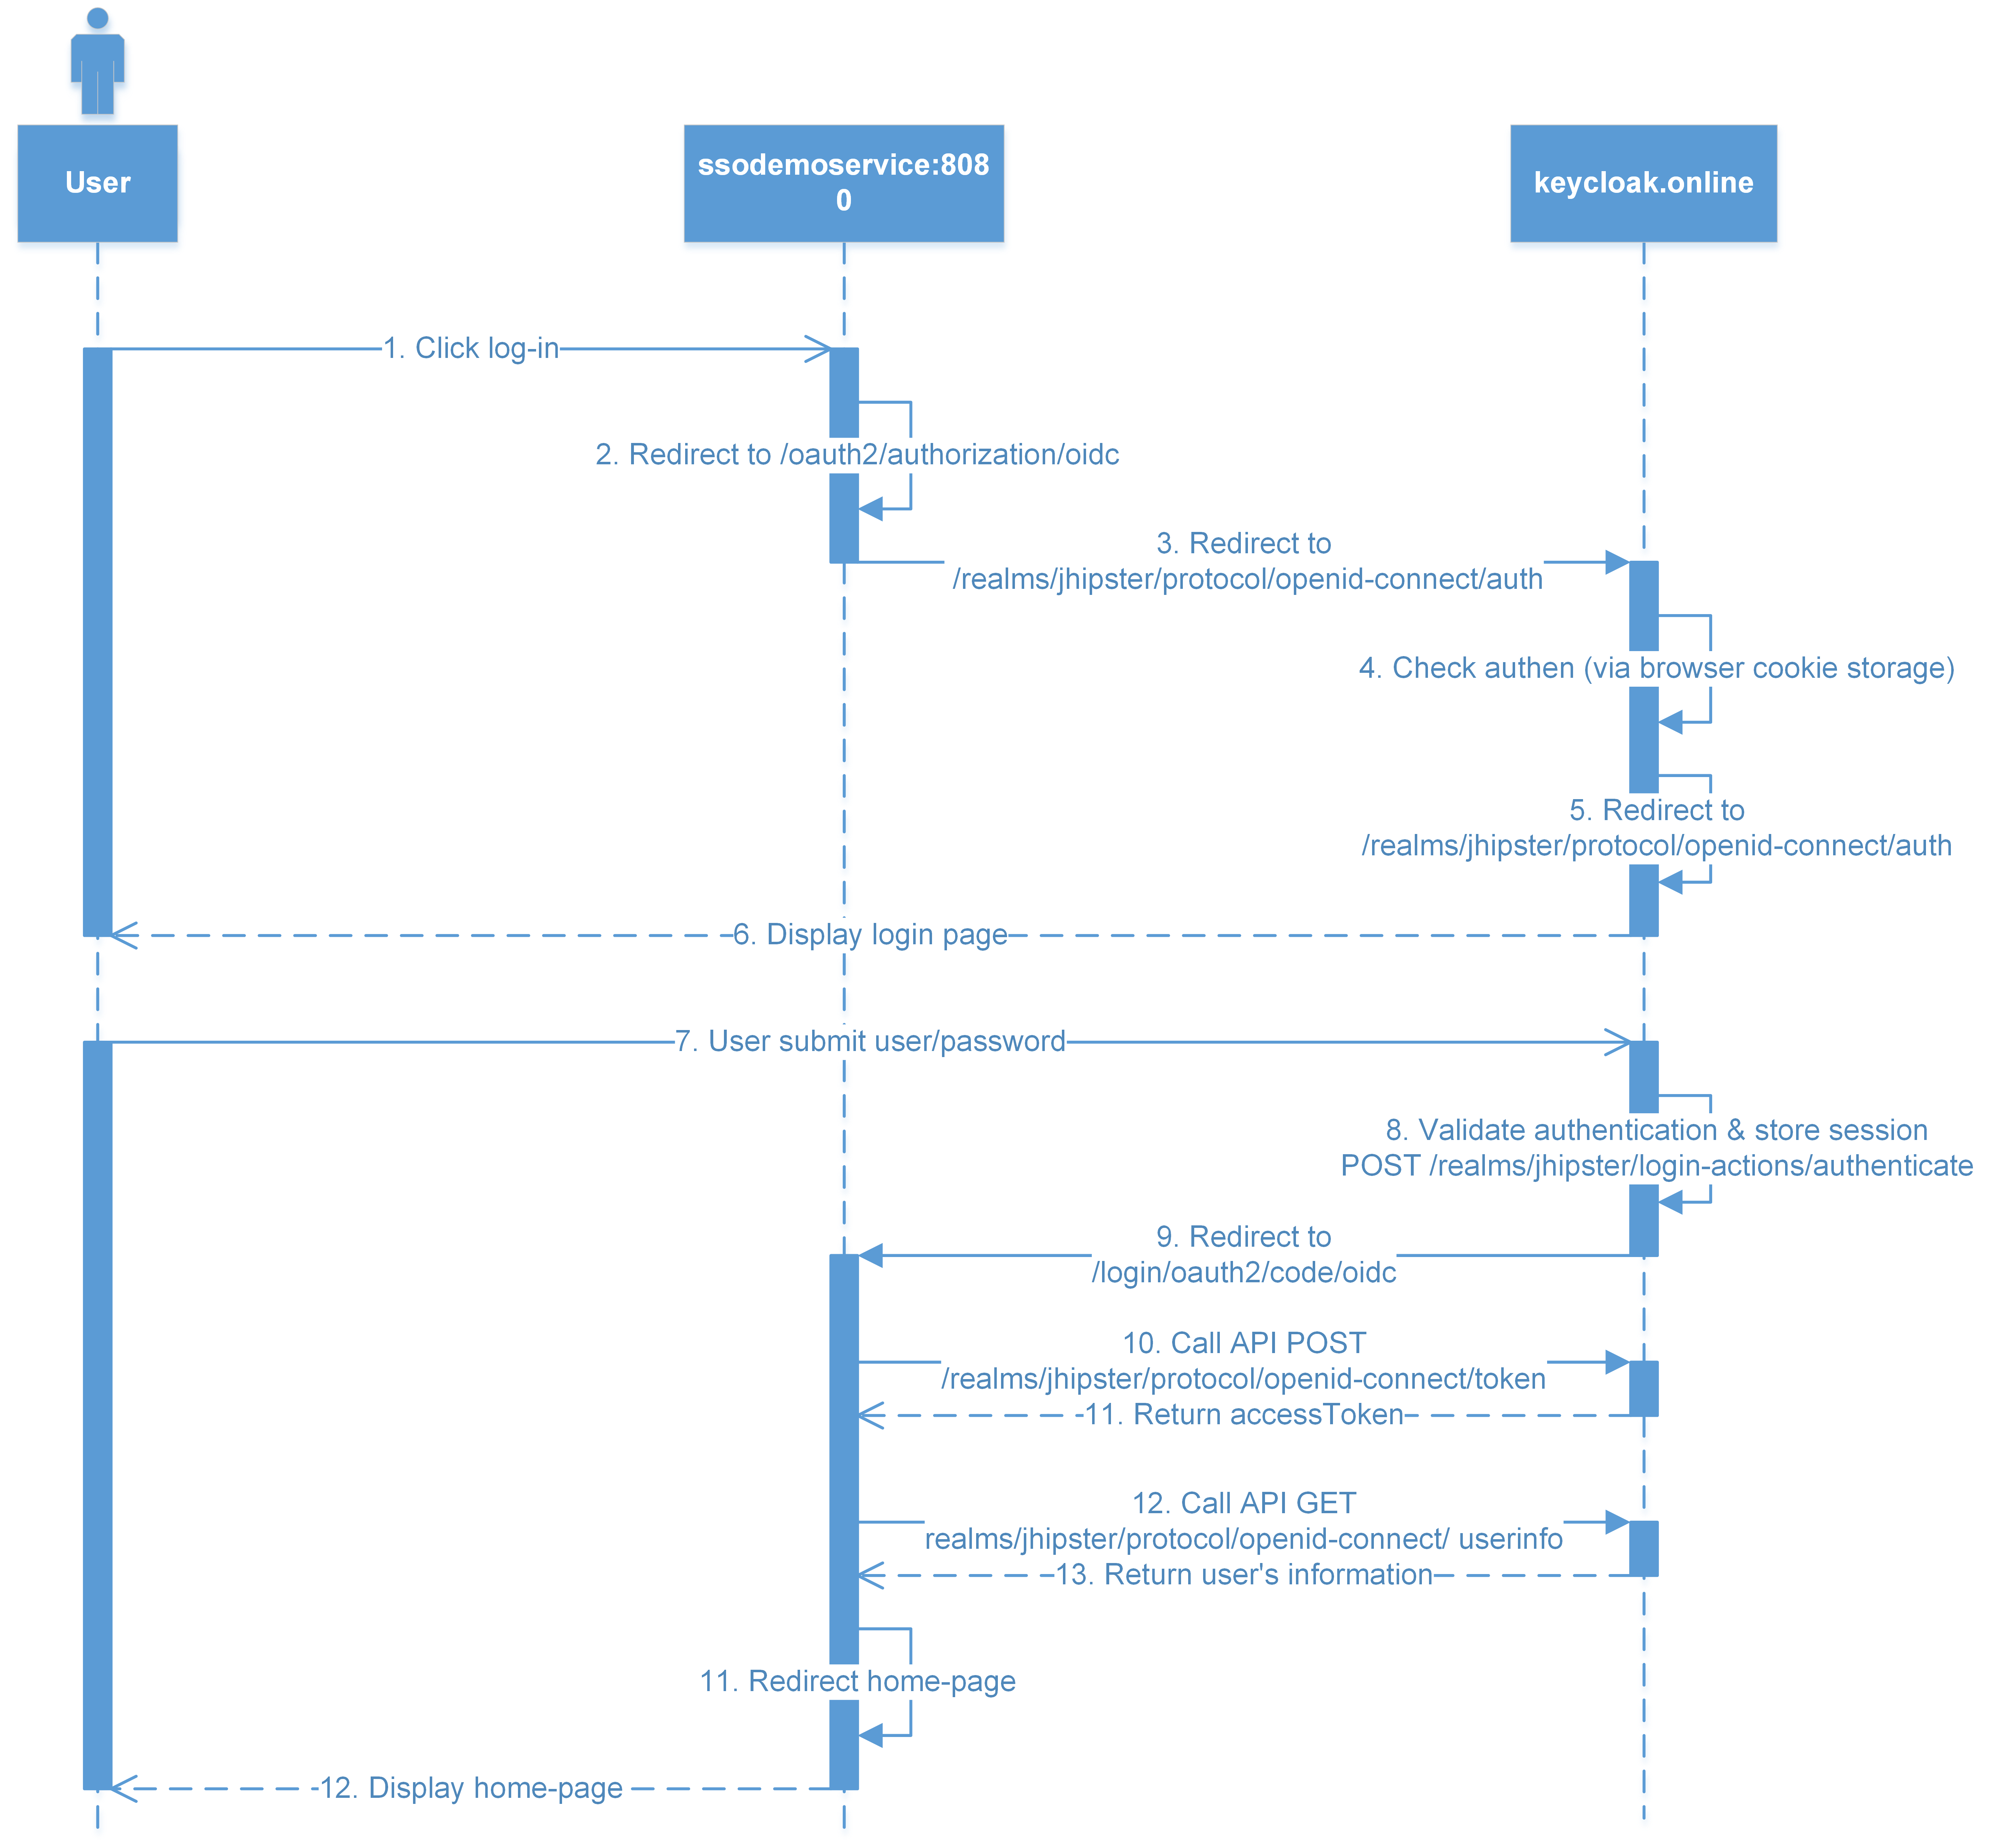 User
ssodemoservice:808
0
keycloak.online
1. Click log-in
2. Redirect to /oauth2/authorization/oidc
3. Redirect to
/realms/jhipster/protocol/openid-connect/auth
4. Check authen (via browser cookie storage)
5. Redirect to
/realms/jhipster/protocol/openid-connect/auth
6. Display login page
7. User submit user/password
8. Validate authentication & store session
POST /realms/jhipster/login-actions/authenticate
9. Redirect to
/login/oauth2/code/oidc
10. Call API POST
/realms/jhipster/protocol/openid-connect/token
11. Return accessToken
12. Call API GET
realms/jhipster/protocol/openid-connect/ userinfo
13. Return user's information
11. Redirect home-page
12. Display home-page